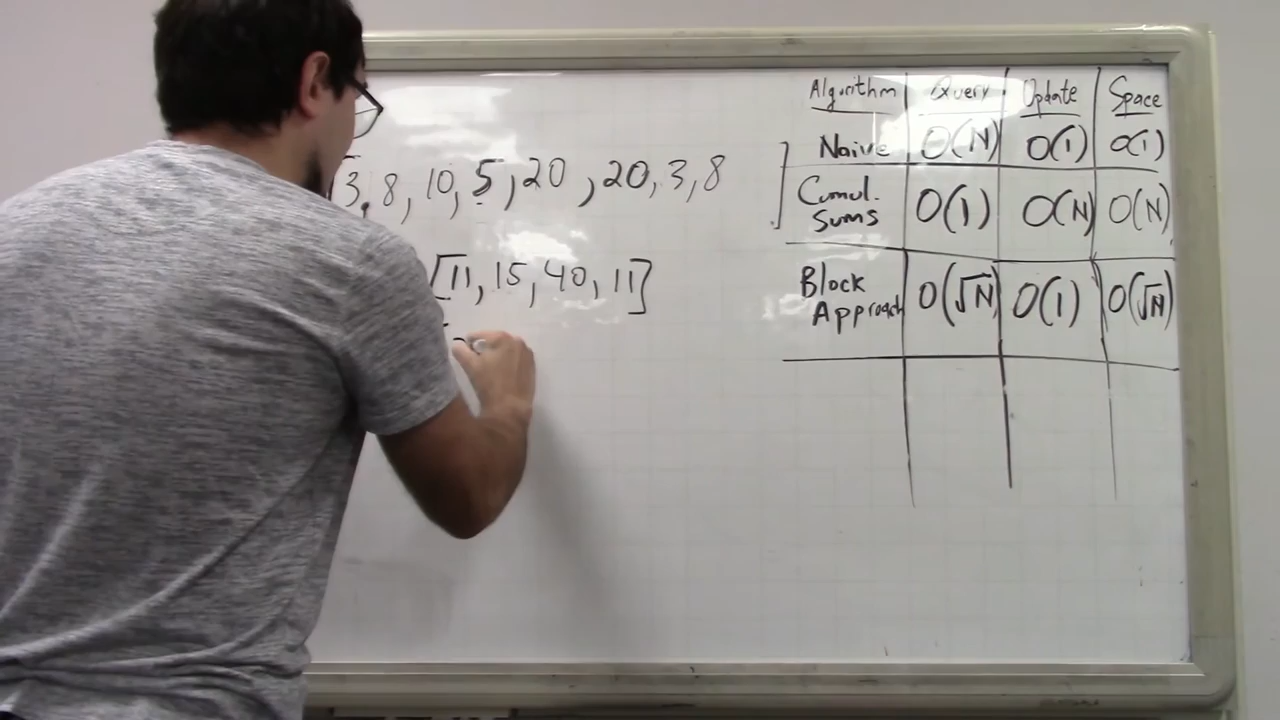 [3, 8, 10, 5, 20, 20, 3, 8
[11, 15, 40, 11]
Algorithm Query Update Space
Naive O(N) O(1) O(1)
Cumul. Sums O(1) O(N) O(N)
Block Approach O(√N) O(1) O(√N)